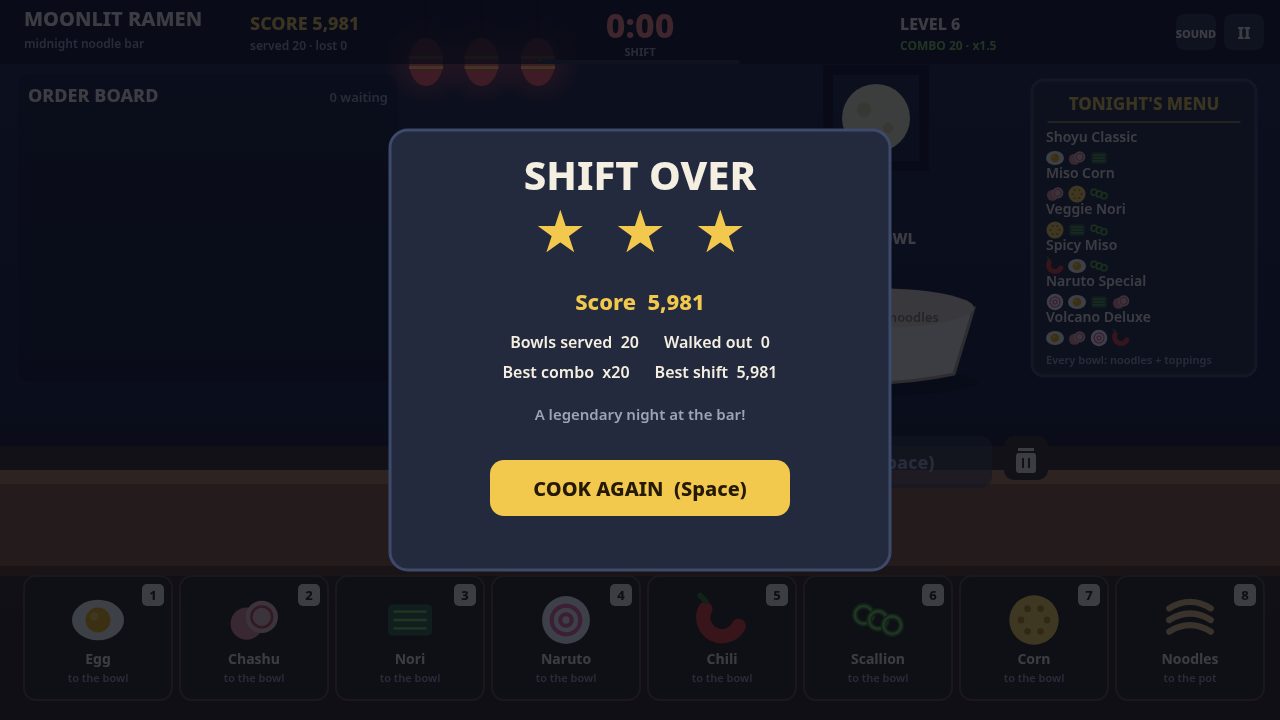 MOONLIT RAMEN
midnight noodle bar
SCORE 5,981
served 20 · lost 0
0:00
SHIFT
LEVEL 6
COMBO 20 · x1.5
SOUND
II
ORDER BOARD
0 waiting
TONIGHT'S MENU
Shoyu Classic
Miso Corn
Veggie Nori
Spicy Miso
Naruto Special
Volcano Deluxe
Every bowl: noodles + toppings
SHIFT OVER
Score 5,981
Bowls served 20 Walked out 0
Best combo x20 Best shift 5,981
A legendary night at the bar!
COOK AGAIN (Space)
noodles
1
Egg
to the bowl
2
Chashu
to the bowl
3
Nori
to the bowl
4
Naruto
to the bowl
5
Chili
to the bowl
6
Scallion
to the bowl
7
Corn
to the bowl
8
Noodles
to the pot